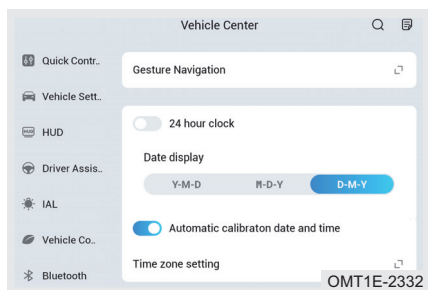 Vehicle Center
Quick Contr..
Gesture Navigation
Vehicle Sett..
24 hour clock
HUD
Date display
Driver Assis..
Y-M-D M-D-Y D-M-Y
IAL
Automatic calibraton date and time
Vehicle Co..
Time zone setting
Bluetooth
OMT1E-2332